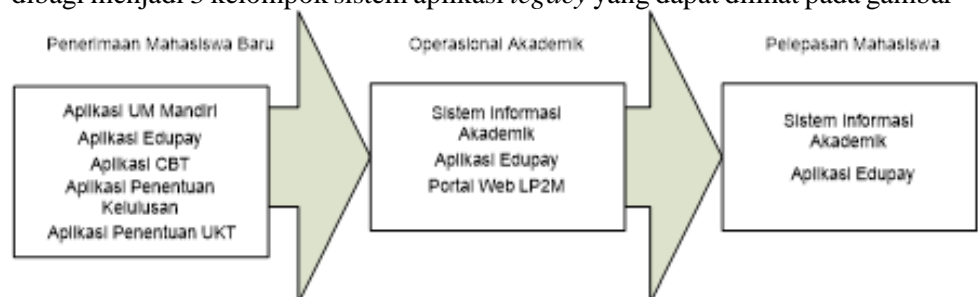 dibagi menjadi 3 kelompok sistem aplikasi legacy yang dapat dilihat pada gambar
Penerimaan Mahasiswa Baru
Aplikasi UM Mandiri
Aplikasi Edupay
Aplikasi CBT
Aplikasi Penentuan
Kelulusan
Aplikasi Penentuan UKT
Operasional Akademik
Sistem Informasi
Akademik
Aplikasi Edupay
Portal Web LP2M
Pelepasan Mahasiswa
Sistem Informasi
Akademik
Aplikasi Edupay